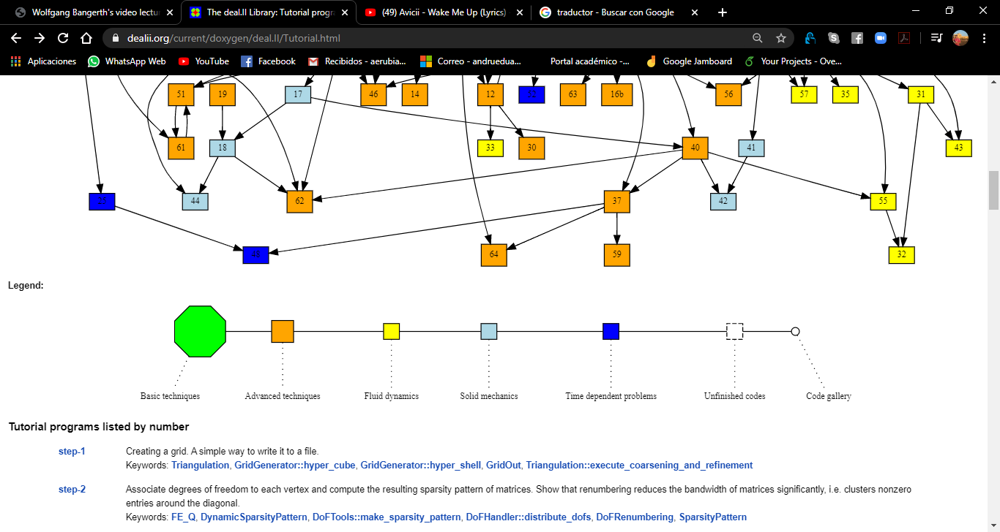 Wolfgang Bangerth's video lectu
The deal.II Library: Tutorial progra
(49) Avicii - Wake Me Up (Lyrics)
traductor - Buscar con Google
dealii.org/current/doxygen/deal.II/Tutorial.html
Aplicaciones
WhatsApp Web
YouTube
Facebook
Recibidos - aerubia...
Correo - andruedua...
Portal académico -...
Google Jamboard
Your Projects - Ove...
51 19 17 46 14 12 52 63 16b 56 57 35 31
61 18 33 30 40 41 43
25 44 62 37 42 55
48 64 59 32
Legend:
Basic techniques
Advanced techniques
Fluid dynamics
Solid mechanics
Time dependent problems
Unfinished codes
Code gallery
Tutorial programs listed by number
step-1 Creating a grid. A simple way to write it to a file.
Keywords: Triangulation, GridGenerator::hyper_cube, GridGenerator::hyper_shell, GridOut, Triangulation::execute_coarsening_and_refinement
step-2 Associate degrees of freedom to each vertex and compute the resulting sparsity pattern of matrices. Show that renumbering reduces the bandwidth of matrices significantly, i.e. clusters nonzero
entries around the diagonal.
Keywords: FE_Q, DynamicSparsityPattern, DoFTools::make_sparsity_pattern, DoFHandler::distribute_dofs, DoFRenumbering, SparsityPattern